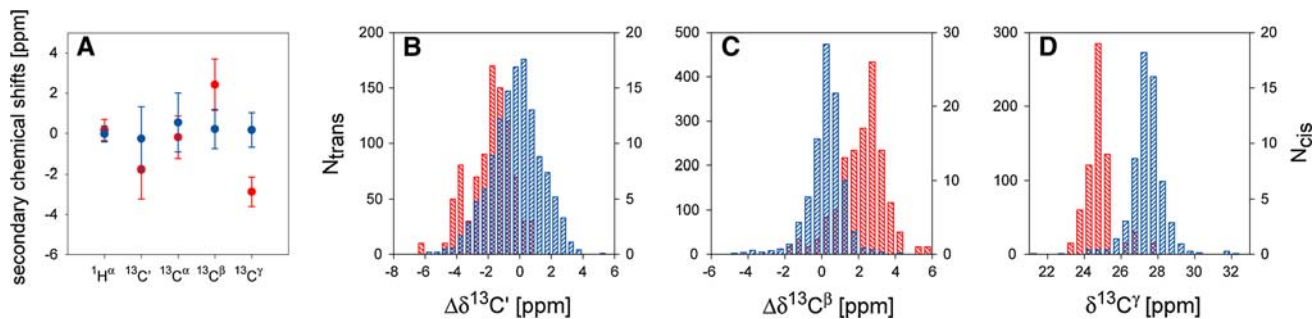 A
secondary chemical shifts [ppm]
4
2
0
-2
-4
-6
¹Hᵅ ¹³C' ¹³Cᵅ ¹³Cᵝ ¹³Cᵞ
B
Ntrans
200
150
100
50
0
20
15
10
5
0
-8 -6 -4 -2 0 2 4 6
Δδ¹³C' [ppm]
C
500
400
300
200
100
0
30
20
10
0
-6 -4 -2 0 2 4 6
Δδ¹³Cᵝ [ppm]
D
300
200
100
0
20
15
10
5
0
Ncis
22 24 26 28 30 32
δ¹³Cᵞ [ppm]